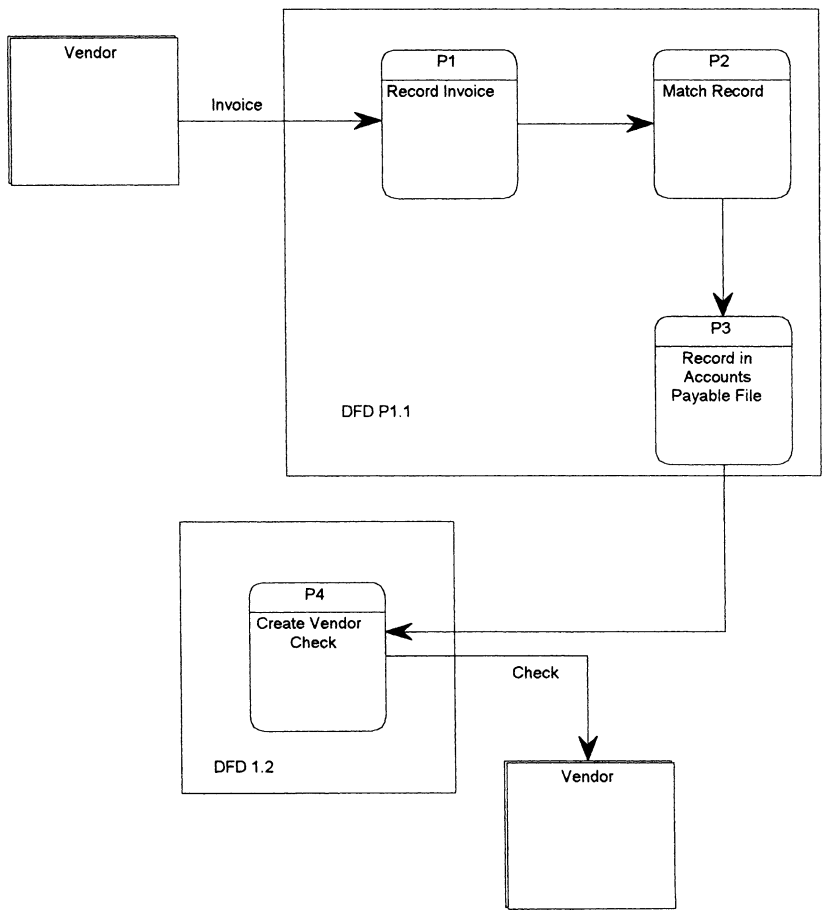 Vendor
Invoice
P1
Record Invoice
P2
Match Record
P3
Record in
Accounts
Payable File
DFD P1.1
P4
Create Vendor
Check
Check
DFD 1.2
Vendor